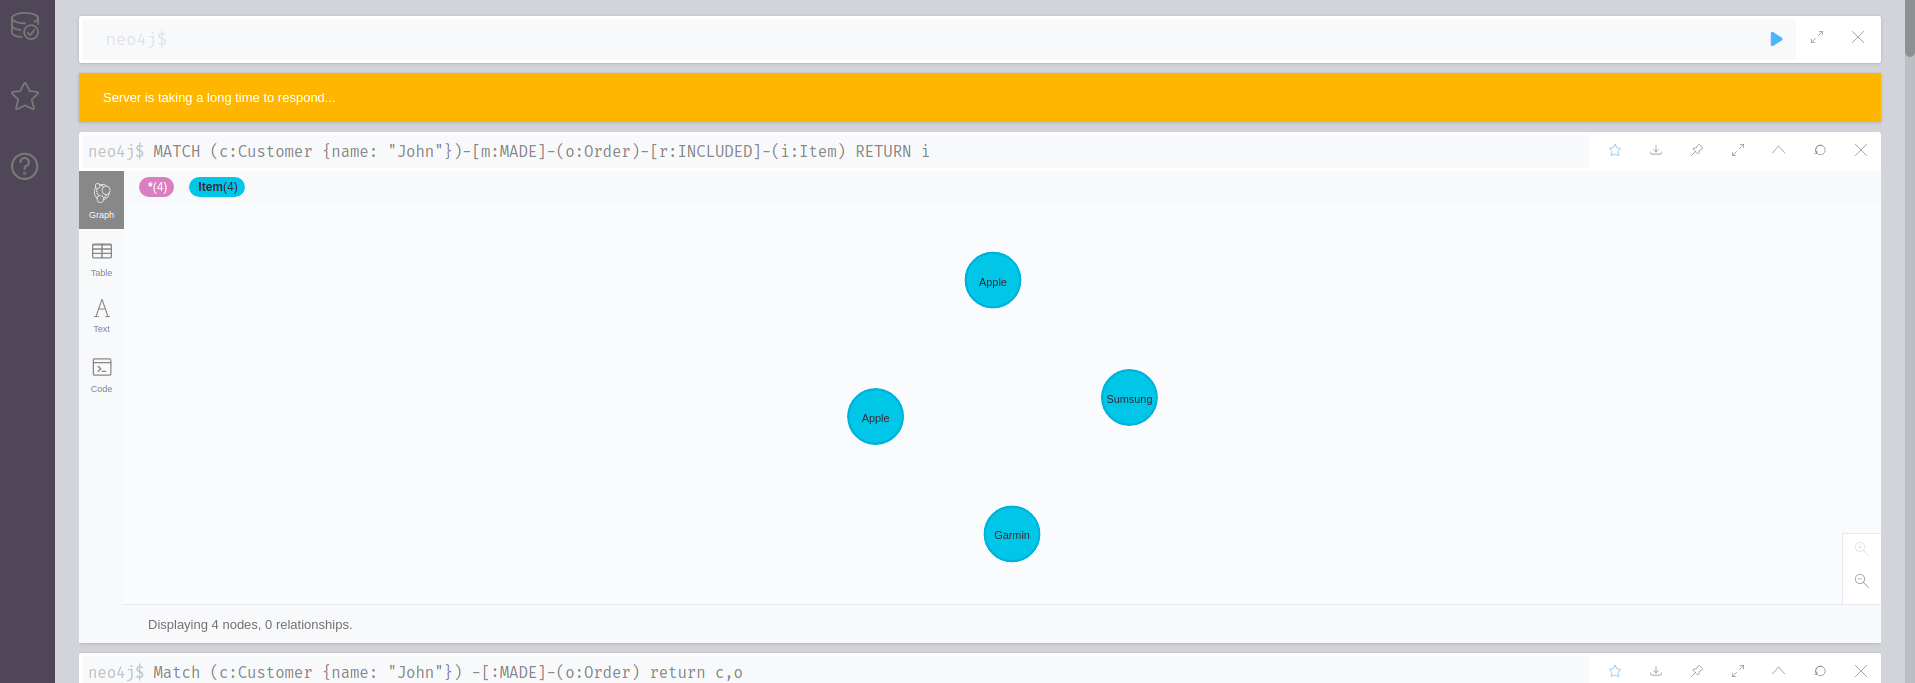 neo4j$
Server is taking a long time to respond...
neo4j$ MATCH (c:Customer {name: "John"})-[m:MADE]-(o:Order)-[r:INCLUDED]-(i:Item) RETURN i
*(4) Item(4)
Graph
Table
Text
Code
Apple
Sumsung
Apple
Garmin
Displaying 4 nodes, 0 relationships.
neo4j$ Match (c:Customer {name: "John"}) -[:MADE]-(o:Order) return c,o